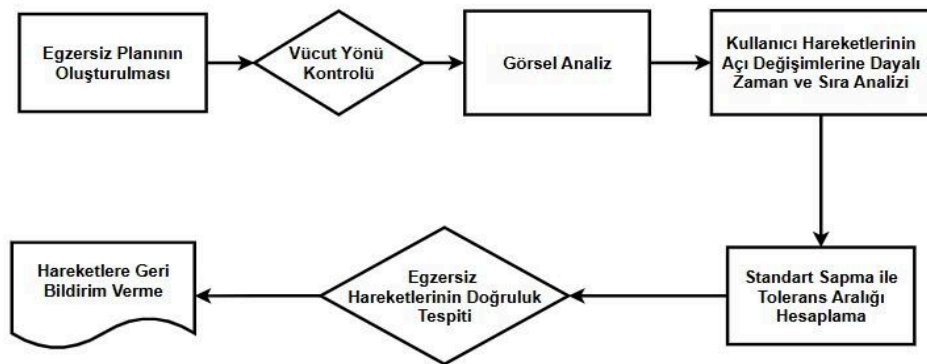 Egzersiz Planının
Oluşturulması
Vücut Yönü
Kontrolü
Görsel Analiz
Kullanıcı Hareketlerinin
Açı Değişimlerine Dayalı
Zaman ve Sıra Analizi
Standart Sapma ile
Tolerans Aralığı
Hesaplama
Egzersiz
Hareketlerinin Doğruluk
Tespiti
Hareketlere Geri
Bildirim Verme